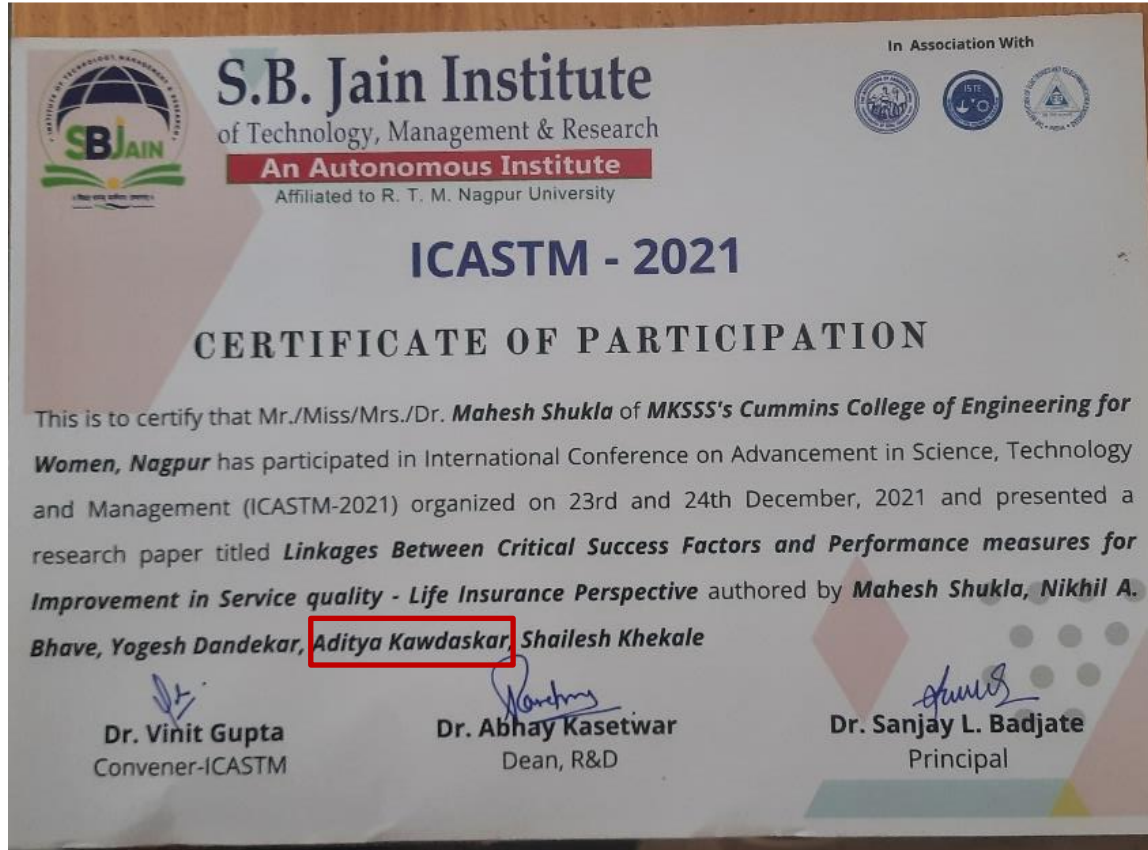 S.B. Jain Institute
of Technology, Management & Research
An Autonomous Institute
Affiliated to R. T. M. Nagpur University
SBJAIN
In Association With
ISTE
ICASTM - 2021
CERTIFICATE OF PARTICIPATION
This is to certify that Mr./Miss/Mrs./Dr. Mahesh Shukla of MKSSS's Cummins College of Engineering for
Women, Nagpur has participated in International Conference on Advancement in Science, Technology
and Management (ICASTM-2021) organized on 23rd and 24th December, 2021 and presented a
research paper titled Linkages Between Critical Success Factors and Performance measures for
Improvement in Service quality - Life Insurance Perspective authored by Mahesh Shukla, Nikhil A.
Bhave, Yogesh Dandekar, Aditya Kawdaskar, Shailesh Khekale
Dr. Vinit Gupta
Convener-ICASTM
Dr. Abhay Kasetwar
Dean, R&D
Dr. Sanjay L. Badjate
Principal